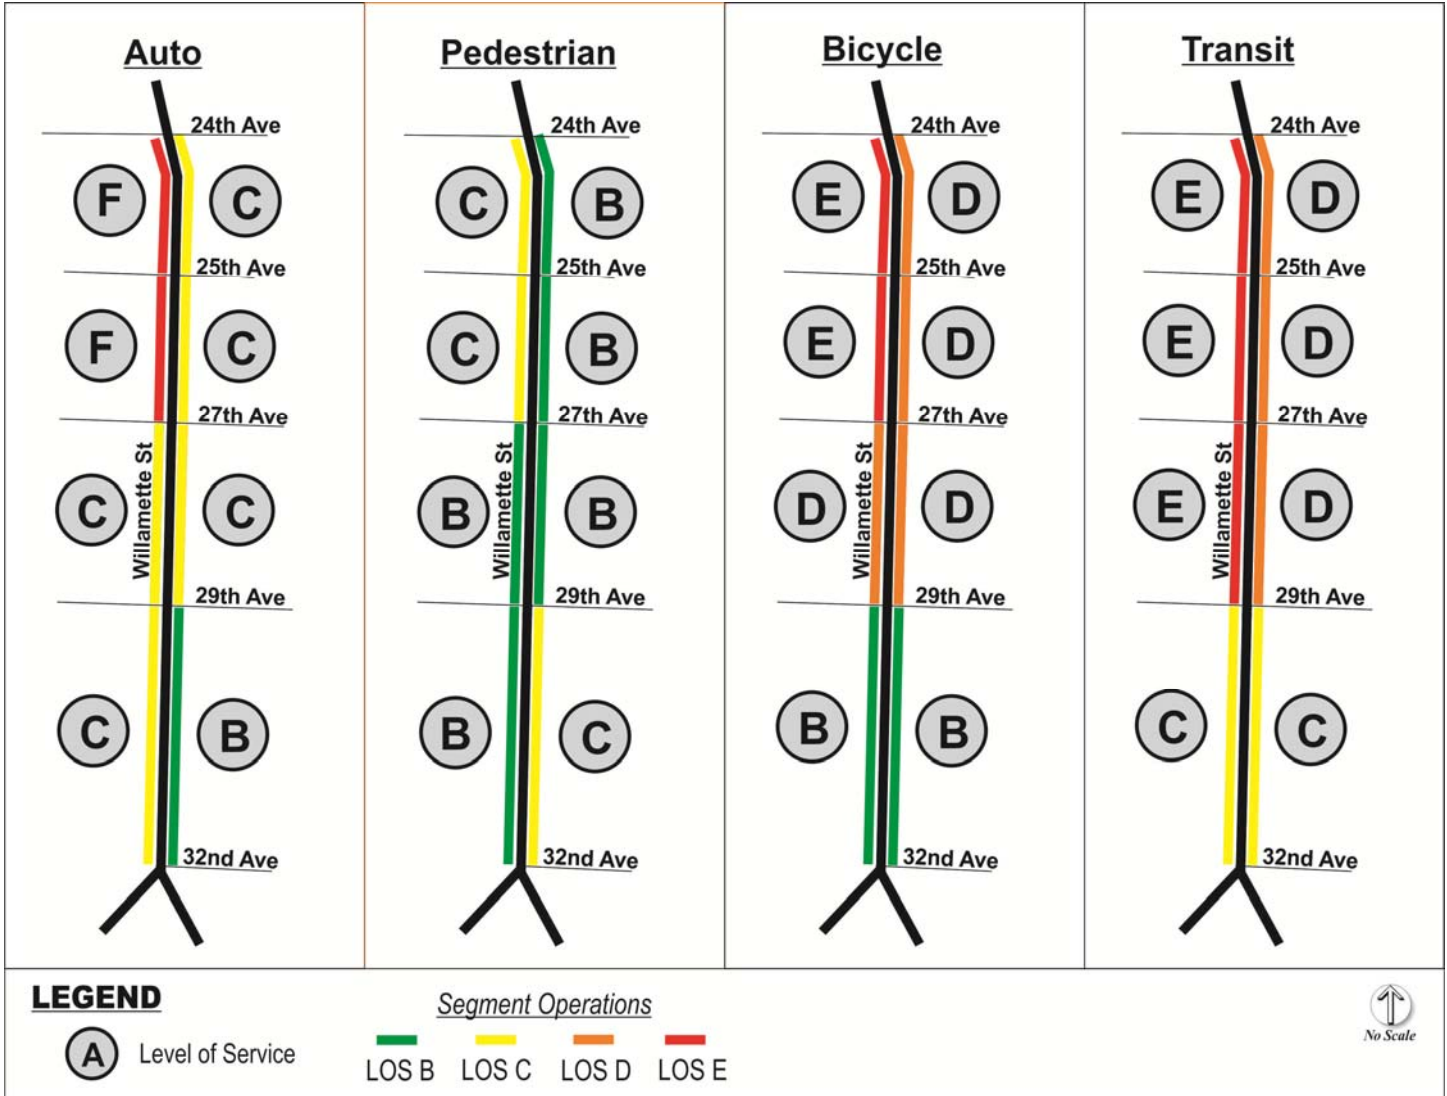 Auto
Pedestrian
Bicycle
Transit
24th Ave
24th Ave
24th Ave
24th Ave
F
C
C
B
E
D
E
D
25th Ave
25th Ave
25th Ave
25th Ave
F
C
C
B
E
D
E
D
27th Ave
27th Ave
27th Ave
27th Ave
Willamette St
Willamette St
Willamette St
Willamette St
C
C
B
B
D
D
E
D
29th Ave
29th Ave
29th Ave
29th Ave
C
B
B
C
B
B
C
C
32nd Ave
32nd Ave
32nd Ave
32nd Ave
LEGEND
A
Level of Service
Segment Operations
LOS B
LOS C
LOS D
LOS E
No Scale